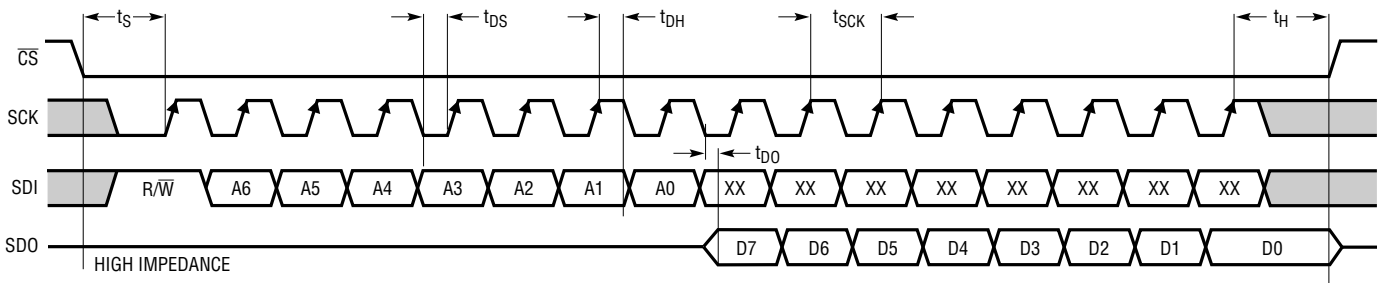 tS tDS tDH tSCK tH
CS
SCK
tDO
SDI R/W A6 A5 A4 A3 A2 A1 A0 XX XX XX XX XX XX XX XX
SDO D7 D6 D5 D4 D3 D2 D1 D0
HIGH IMPEDANCE